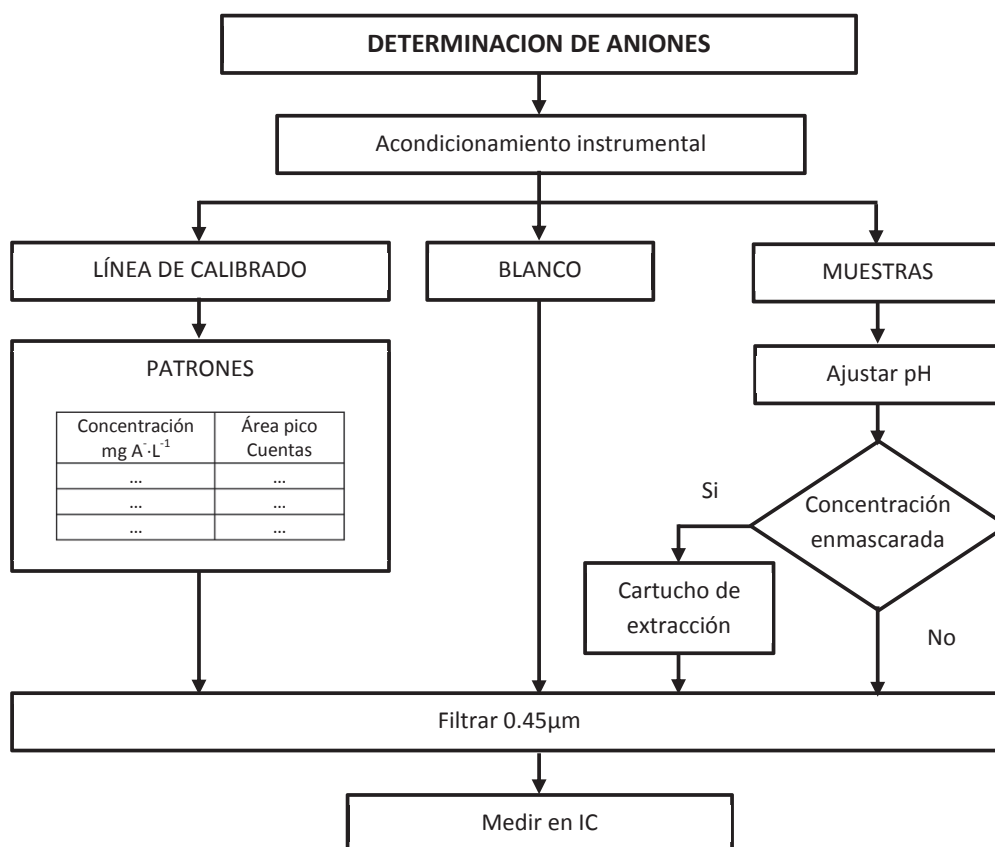 DETERMINACION DE ANIONES
Acondicionamiento instrumental
LÍNEA DE CALIBRADO
BLANCO
MUESTRAS
PATRONES
Concentración
mg A⁻·L⁻¹
Área pico
Cuentas
... ...
... ...
... ...
Ajustar pH
Si
Concentración
enmascarada
Cartucho de
extracción
No
Filtrar 0.45µm
Medir en IC